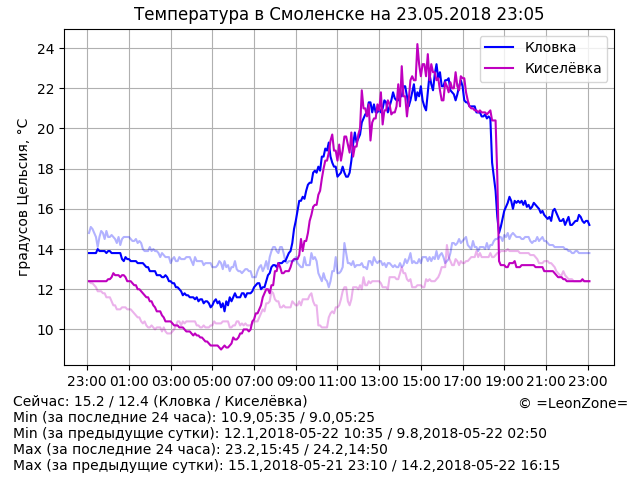 Температура в Смоленске на 23.05.2018 23:05
Кловка
Киселёвка
градусов Цельсия, °C
24
22
20
18
16
14
12
10
23:00 01:00 03:00 05:00 07:00 09:00 11:00 13:00 15:00 17:00 19:00 21:00 23:00
Сейчас: 15.2 / 12.4 (Кловка / Киселёвка)
© =LeonZone=
Min (за последние 24 часа): 10.9,05:35 / 9.0,05:25
Min (за предыдущие сутки): 12.1,2018-05-22 10:35 / 9.8,2018-05-22 02:50
Max (за последние 24 часа): 23.2,15:45 / 24.2,14:50
Max (за предыдущие сутки): 15.1,2018-05-21 23:10 / 14.2,2018-05-22 16:15